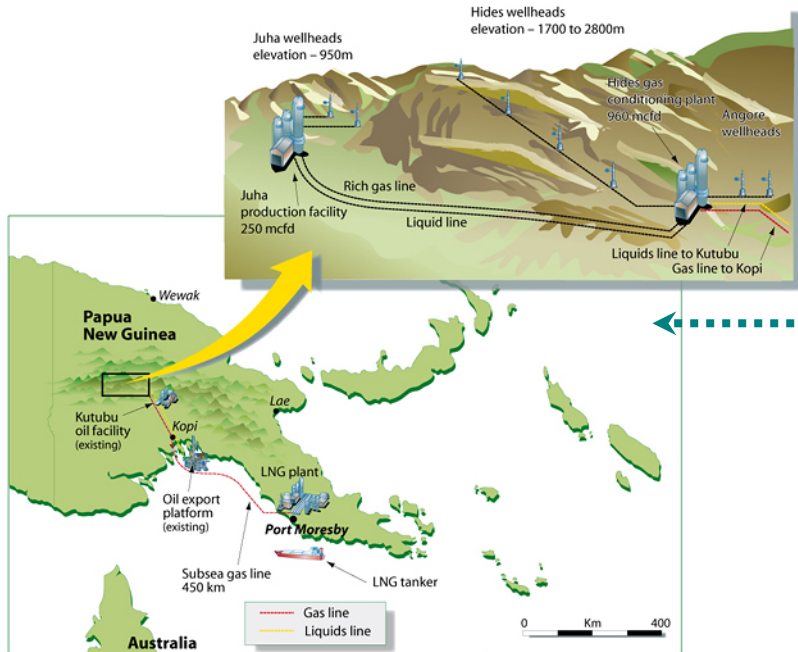 Juha wellheads
elevation – 950m
Hides wellheads
elevation – 1700 to 2800m
Hides gas
conditioning plant
960 mcfd
Angore
wellheads
Rich gas line
Liquid line
Juha
production facility
250 mcfd
Liquids line to Kutubu
Gas line to Kopi
Wewak
Papua
New Guinea
Kutubu
oil facility
(existing)
Kopi
Lae
Oil export
platform
(existing)
LNG plant
Port Moresby
Subsea gas line
450 km
LNG tanker
Gas line
Liquids line
0 Km 400
Australia